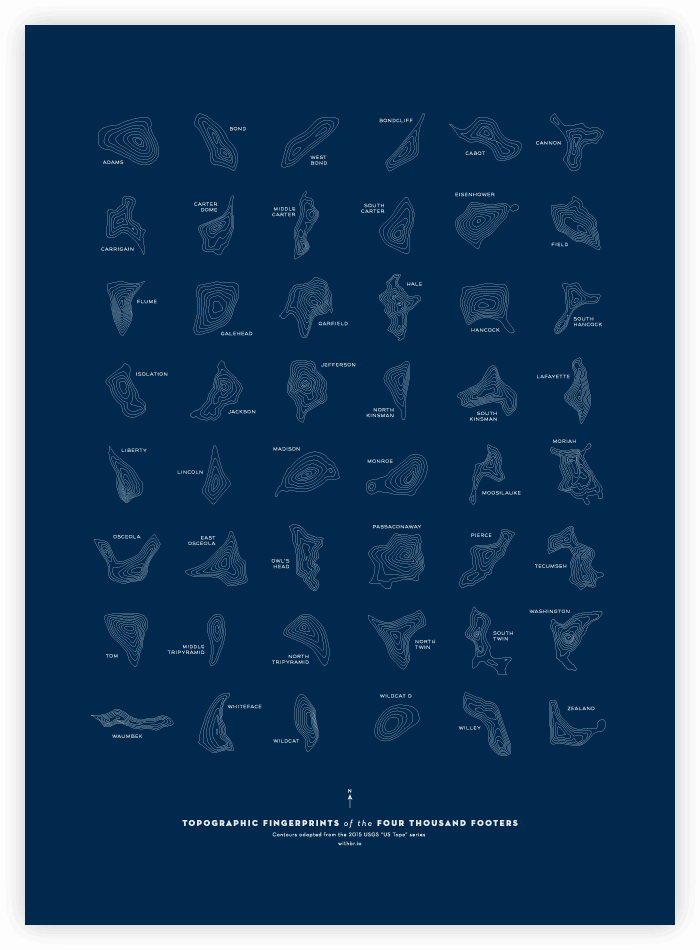 ADAMS
BOND
WEST
BOND
BONDCLIFF
CABOT
CANNON
CARRIGAIN
CARTER
DOME
MIDDLE
CARTER
SOUTH
CARTER
EISENHOWER
FIELD
FLUME
GALEHEAD
GARFIELD
HALE
HANCOCK
SOUTH
HANCOCK
ISOLATION
JACKSON
JEFFERSON
NORTH
KINSMAN
SOUTH
KINSMAN
LAFAYETTE
LIBERTY
LINCOLN
MADISON
MONROE
MOOSILAUKE
MORIAH
OSCEOLA
EAST
OSCEOLA
OWL'S
HEAD
PASSACONAWAY
PIERCE
TECUMSEH
TOM
MIDDLE
TRIPYRAMID
NORTH
TRIPYRAMID
NORTH
TWIN
SOUTH
TWIN
WASHINGTON
WAUMBEK
WHITEFACE
WILDCAT
WILDCAT D
WILLEY
ZEALAND
N
TOPOGRAPHIC FINGERPRINTS of the FOUR THOUSAND FOOTERS
Contours adapted from the 2015 USGS "US Topo" series
withbr.io